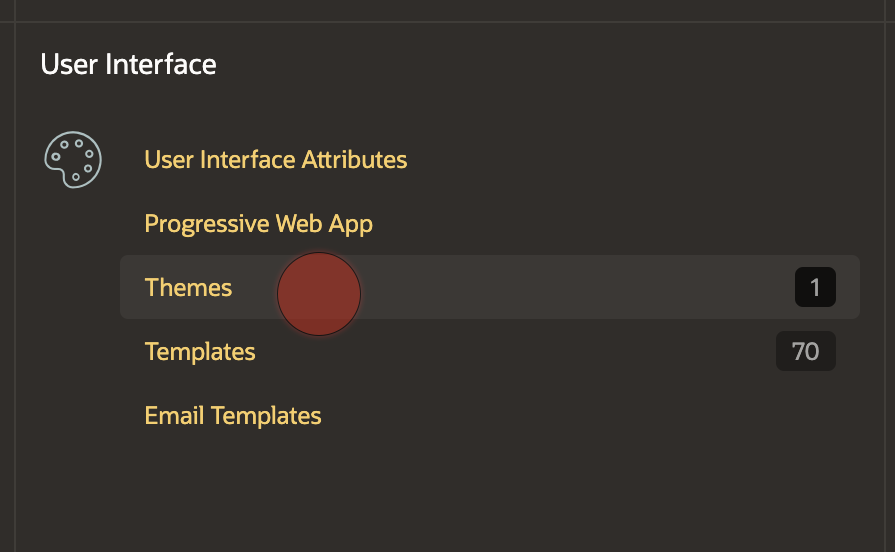 User Interface
User Interface Attributes
Progressive Web App
Themes 1
Templates 70
Email Templates